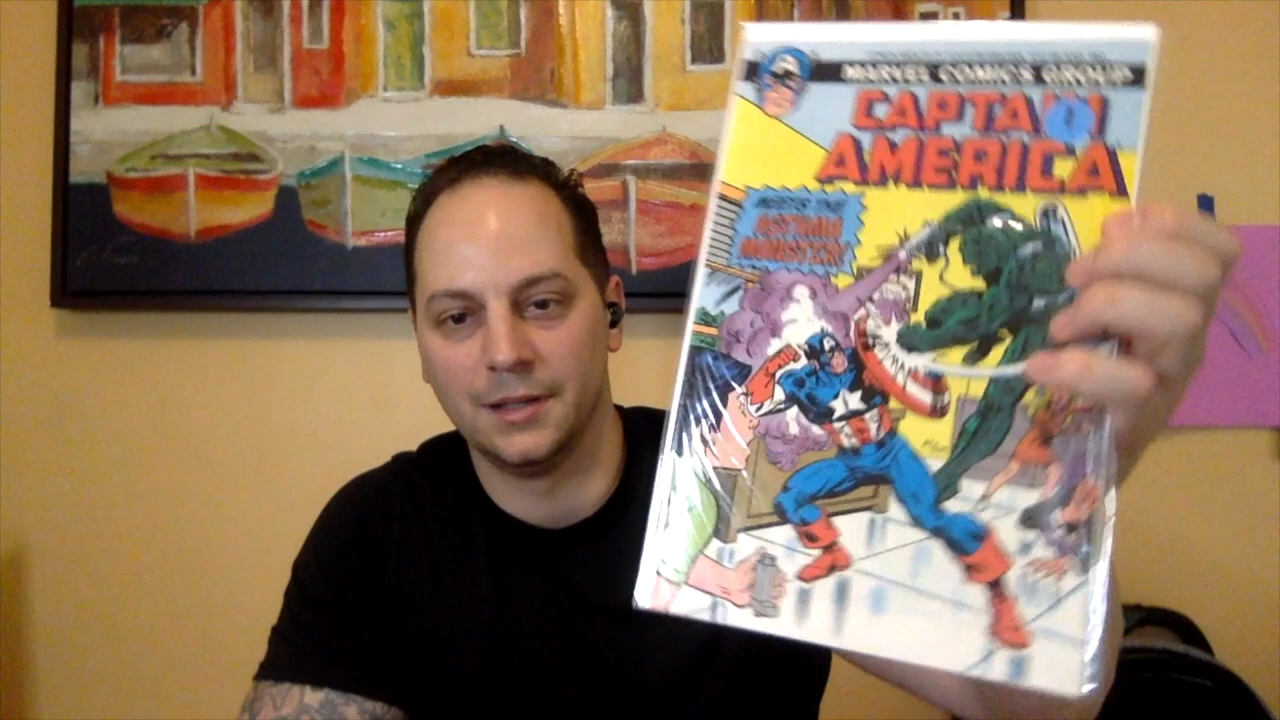 MARVEL COMICS GROUP
CAPTAIN
AMERICA
MEETS THE
ASTHMA
MONSTER